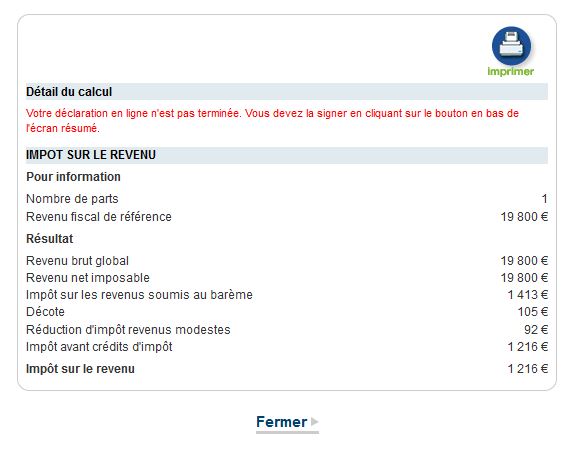 imprimer
Détail du calcul
Votre déclaration en ligne n'est pas terminée. Vous devez la signer en cliquant sur le bouton en bas de
l'écran résumé.
IMPOT SUR LE REVENU
Pour information
Nombre de parts 1
Revenu fiscal de référence 19 800 €
Résultat
Revenu brut global 19 800 €
Revenu net imposable 19 800 €
Impôt sur les revenus soumis au barème 1 413 €
Décote 105 €
Réduction d'impôt revenus modestes 92 €
Impôt avant crédits d'impôt 1 216 €
Impôt sur le revenu 1 216 €
Fermer